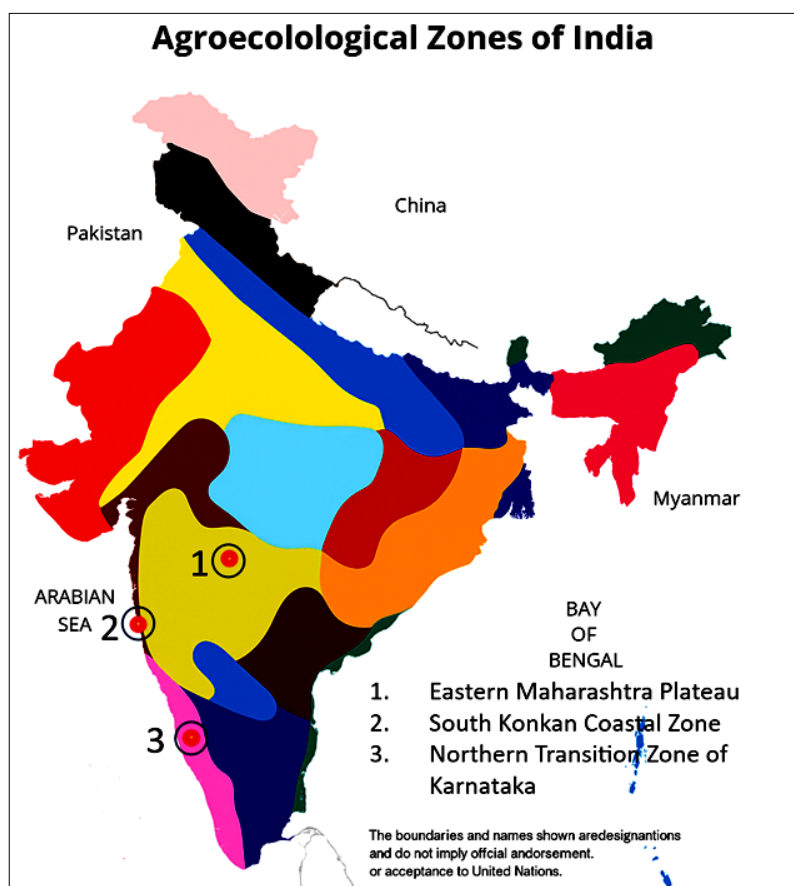 Agroecolological Zones of India
China
Pakistan
Myanmar
1
ARABIAN
SEA
2
BAY
OF
BENGAL
3
1. Eastern Maharashtra Plateau
2. South Konkan Coastal Zone
3. Northern Transition Zone of
Karnataka
The boundaries and names shown aredesignantions
and do not imply offcial endorsement.
or acceptance to United Nations.